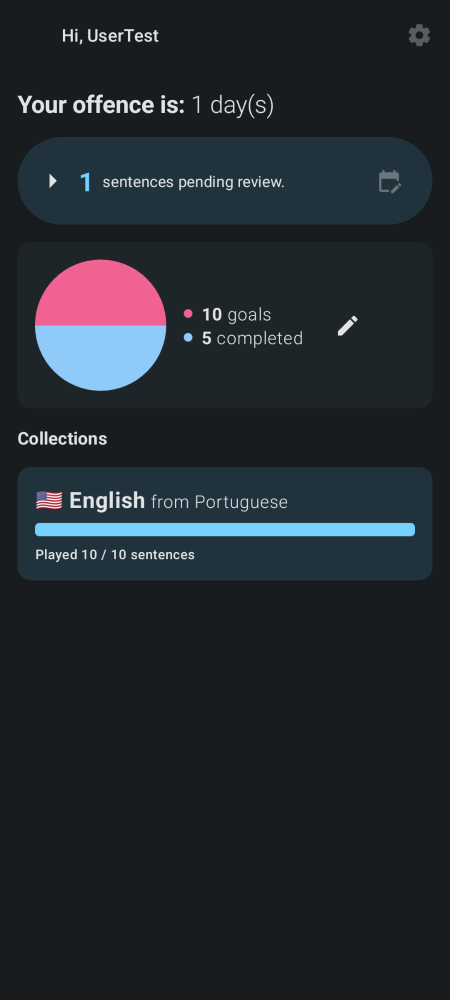 Hi, UserTest
Your offence is: 1 day(s)
1 sentences pending review.
10 goals
5 completed
Collections
🇺🇸 English from Portuguese
Played 10 / 10 sentences